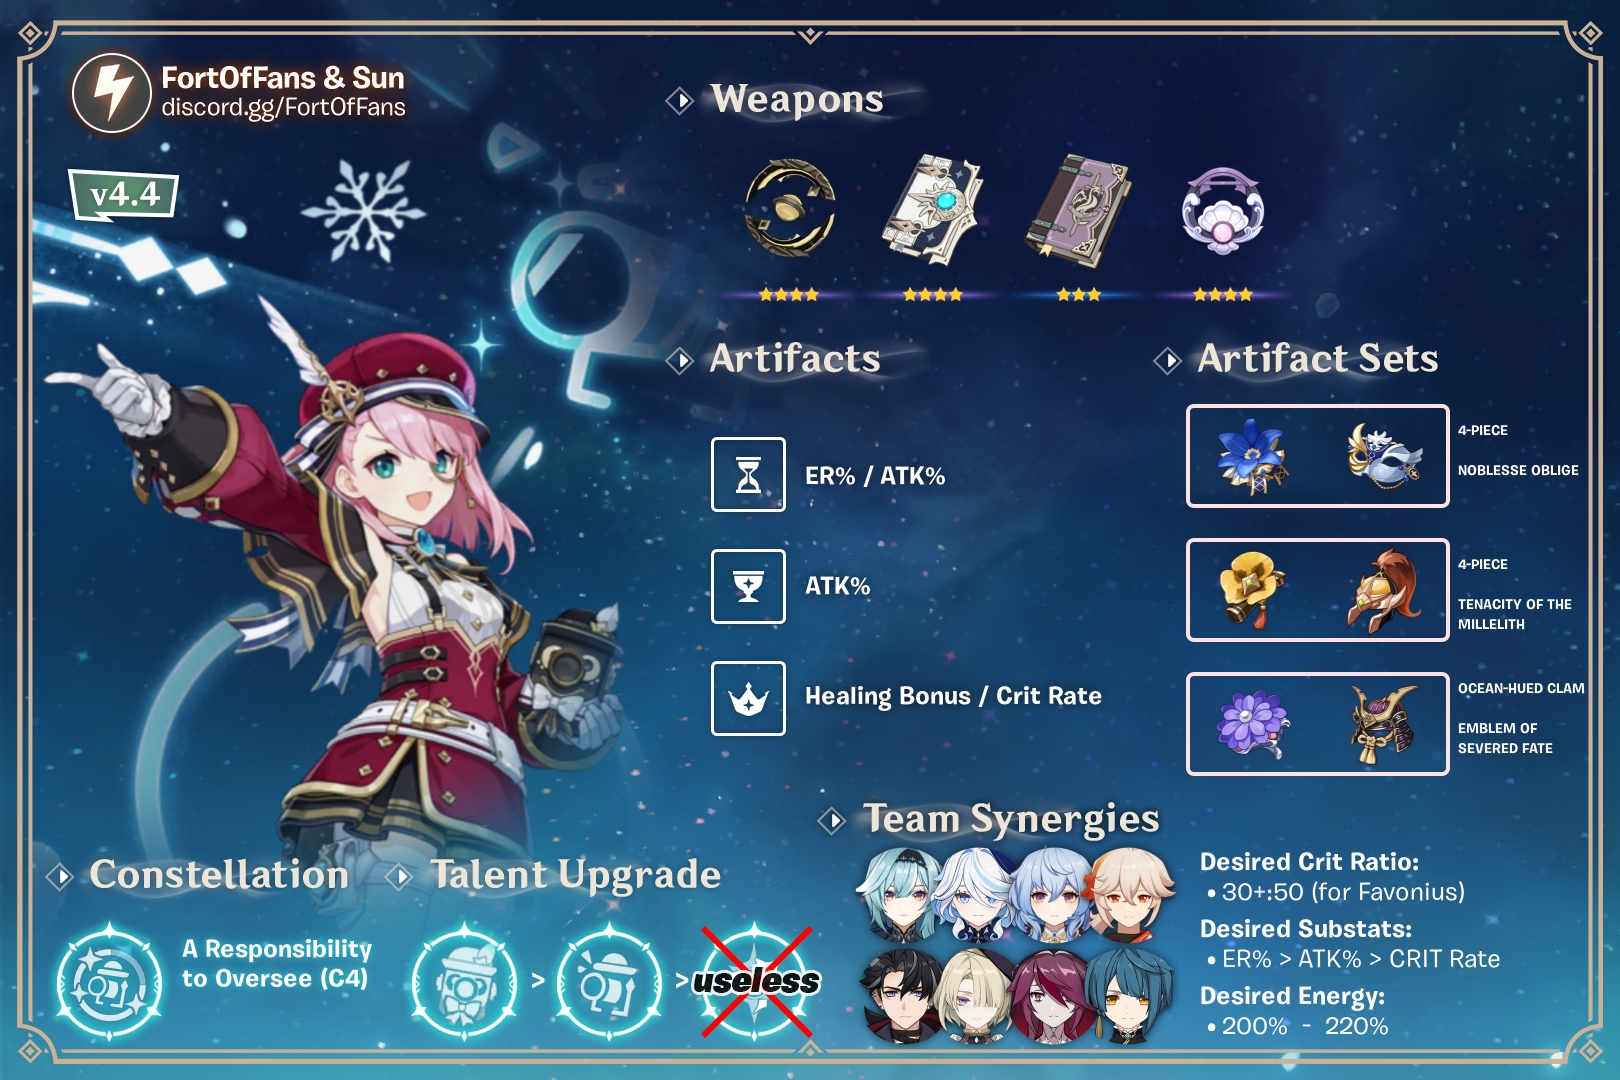 FortOfFans & Sun
discord.gg/FortOfFans
v4.4
Weapons
Artifacts
ER% / ATK%
ATK%
Healing Bonus / Crit Rate
Artifact Sets
4-PIECE
NOBLESSE OBLIGE
4-PIECE
TENACITY OF THE
MILLELITH
OCEAN-HUED CLAM
EMBLEM OF
SEVERED FATE
Constellation
A Responsibility
to Oversee (C4)
Talent Upgrade
> > useless
Team Synergies
Desired Crit Ratio:
• 30+:50 (for Favonius)
Desired Substats:
• ER% > ATK% > CRIT Rate
Desired Energy:
• 200% - 220%